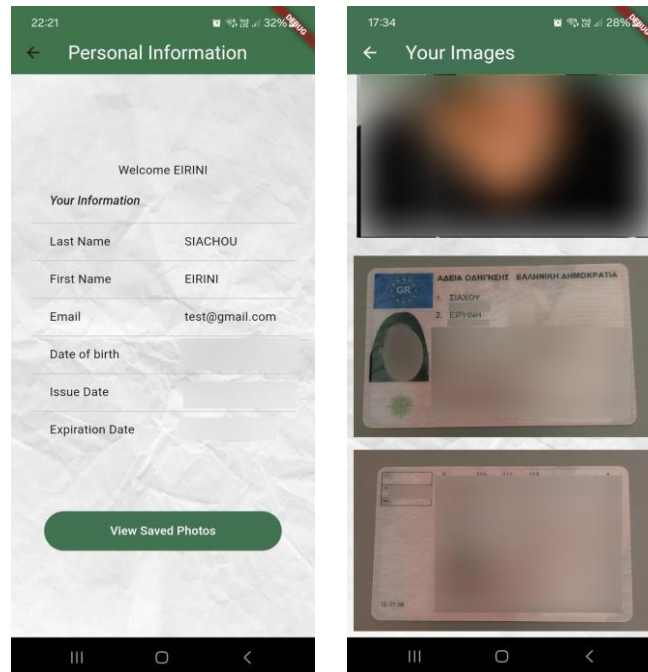 22:21
32%
DEBUG
Personal Information
Welcome EIRINI
Your Information
Last Name SIACHOU
First Name EIRINI
Email test@gmail.com
Date of birth
Issue Date
Expiration Date
View Saved Photos
17:34
28%
DEBUG
Your Images
ΑΔΕΙΑ ΟΔΗΓΗΣΗΣ ΕΛΛΗΝΙΚΗ ΔΗΜΟΚΡΑΤΙΑ
GR
1. ΣΙΑΧΟΥ
2. ΕΙΡΗΝΗ